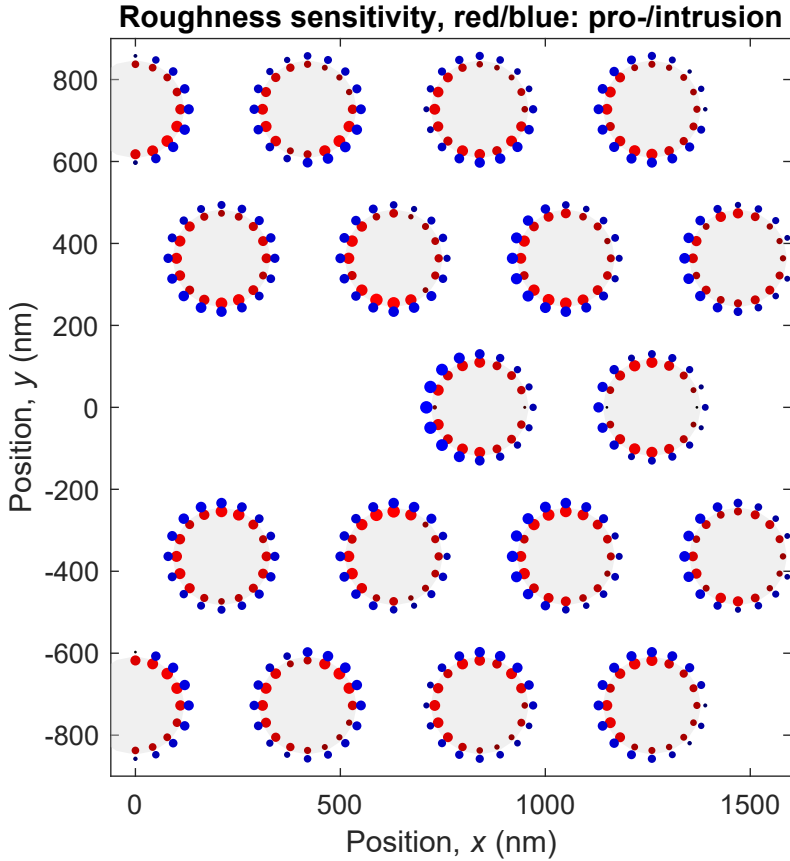 Roughness sensitivity, red/blue: pro-/intrusion
800
600
400
200
0
-200
-400
-600
-800
Position, y (nm)
0 500 1000 1500
Position, x (nm)